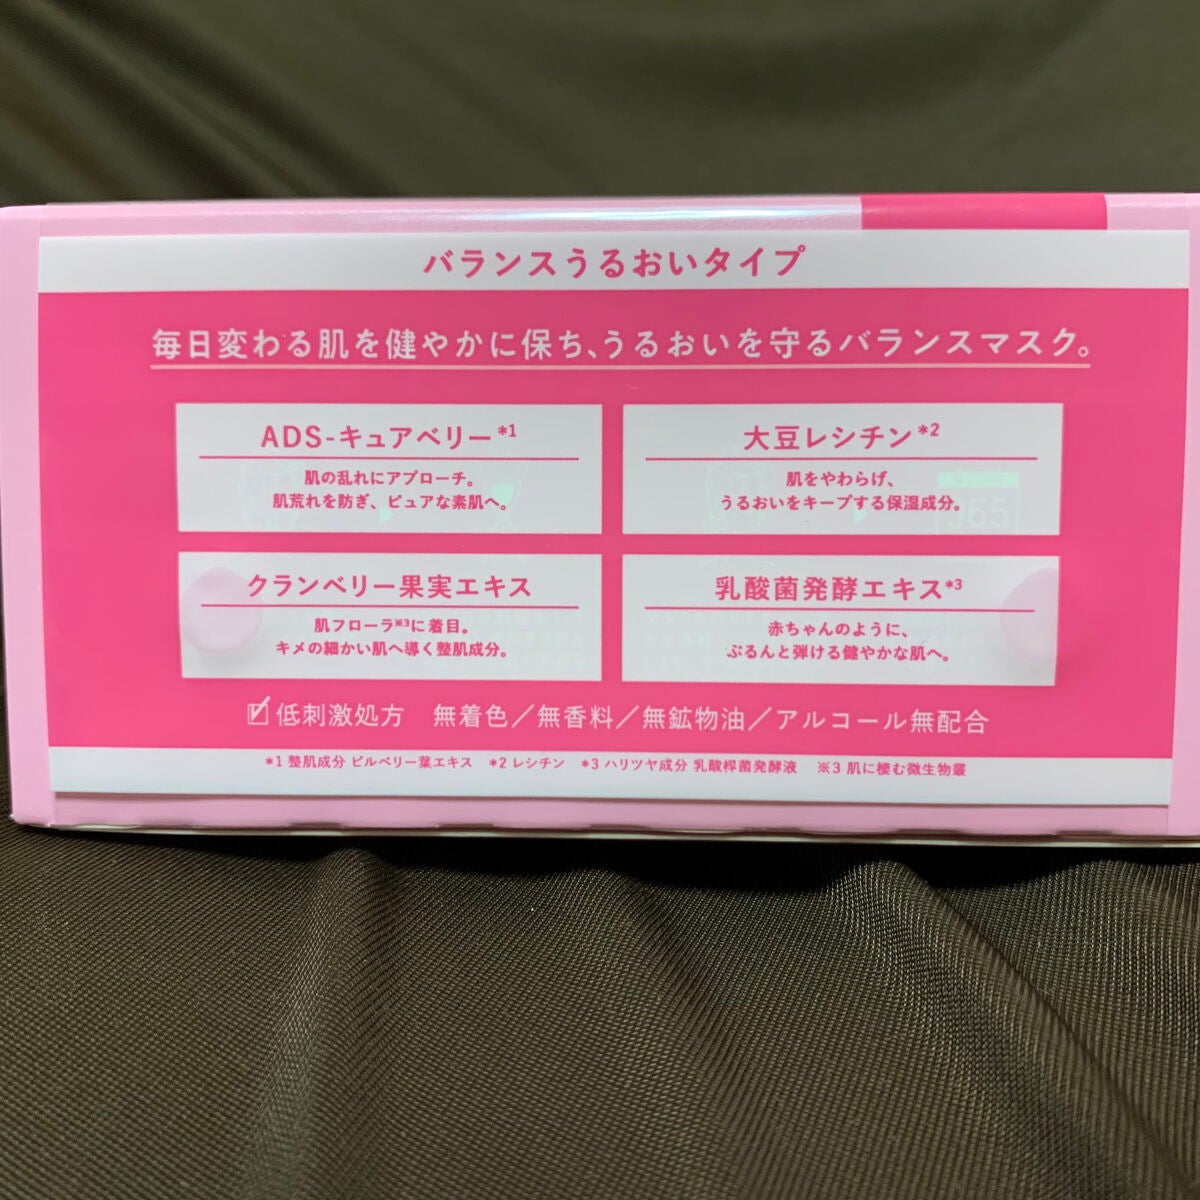 バランスうるおいタイプ
毎日変わる肌を健やかに保ち、うるおいを守るバランスマスク。
ADS-キュアベリー*1
肌の乱れにアプローチ。
肌荒れを防ぎ、ピュアな素肌へ。
大豆レシチン*2
肌をやわらげ、
うるおいをキープする保湿成分。
365
クランベリー果実エキス
肌フローラ※3に着目。
キメの細かい肌へ導く整肌成分。
乳酸菌発酵エキス*3
赤ちゃんのように、
ぷるんと弾ける健やかな肌へ。
低刺激処方 無着色／無香料／無鉱物油／アルコール無配合
*1 整肌成分 ビルベリー葉エキス *2 レシチン *3 ハリツヤ成分 乳酸桿菌発酵液 ※3 肌に棲む微生物叢